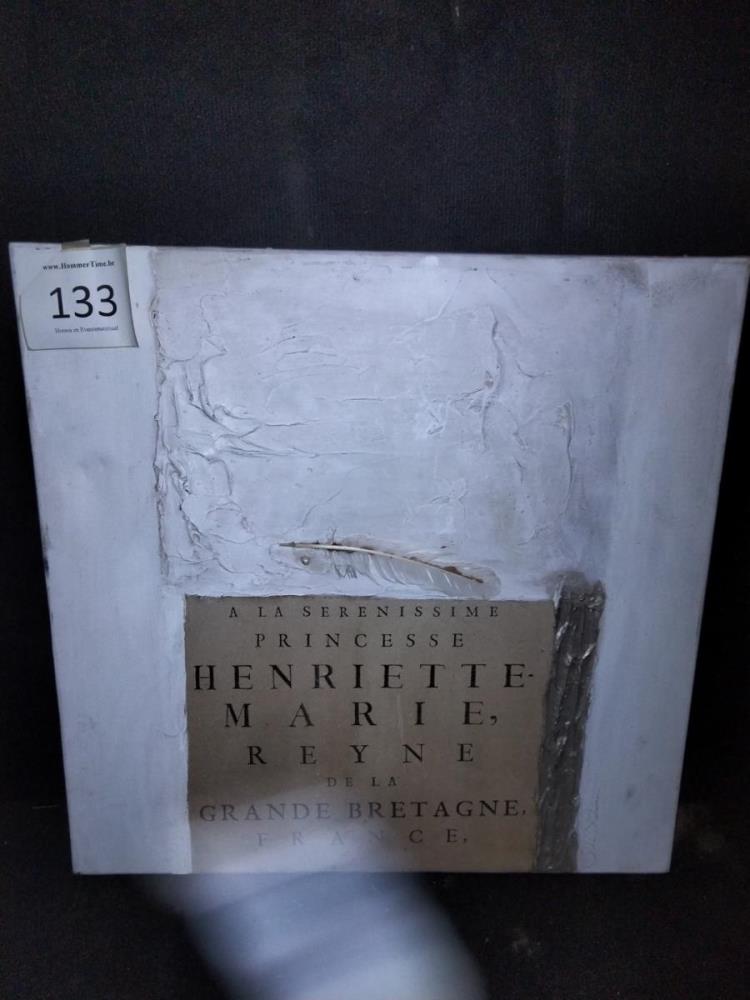 www.HammerTime.be
133
A LA SERENISSIME
PRINCESSE
HENRIETTE-
MARIE,
REYNE
DE LA
GRANDE BRETAGNE,
FRANCE,